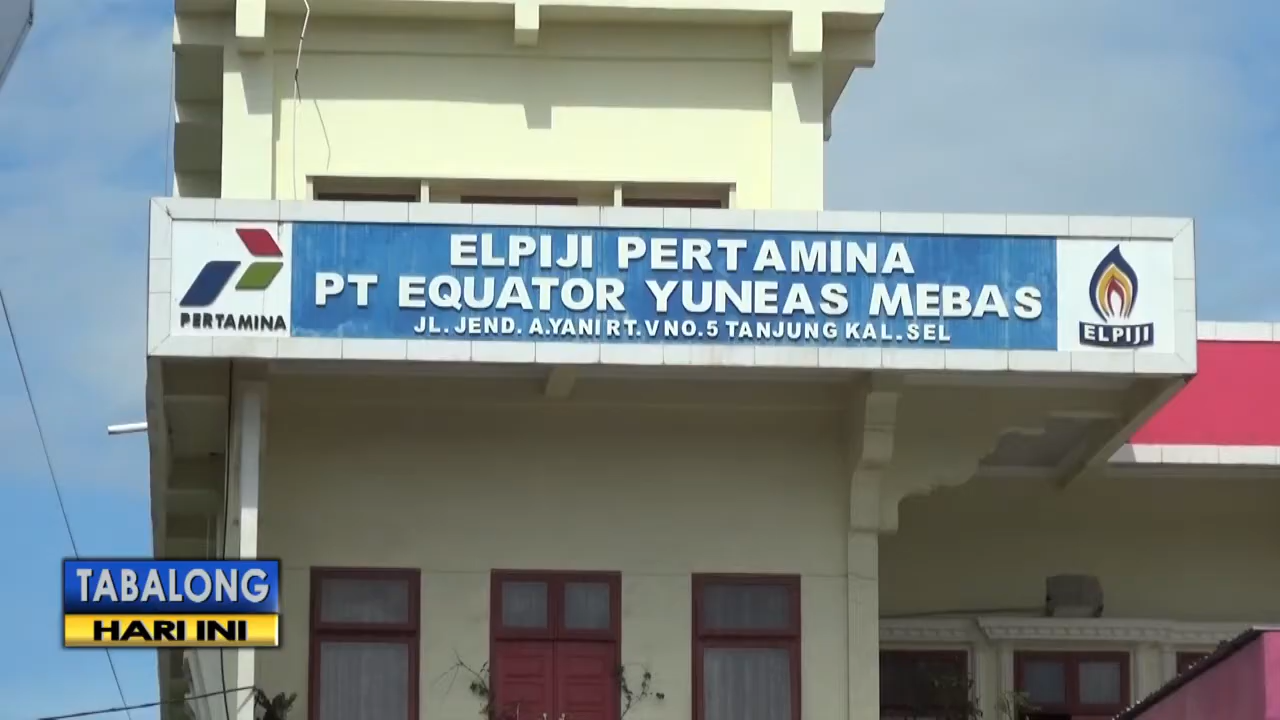 ELPIJI PERTAMINA
PT EQUATOR YUNEAS MEBAS
JL. JEND. A.YANI RT.V NO.5 TANJUNG KAL.SEL
PERTAMINA
ELPIJI
TABALONG
HARI INI